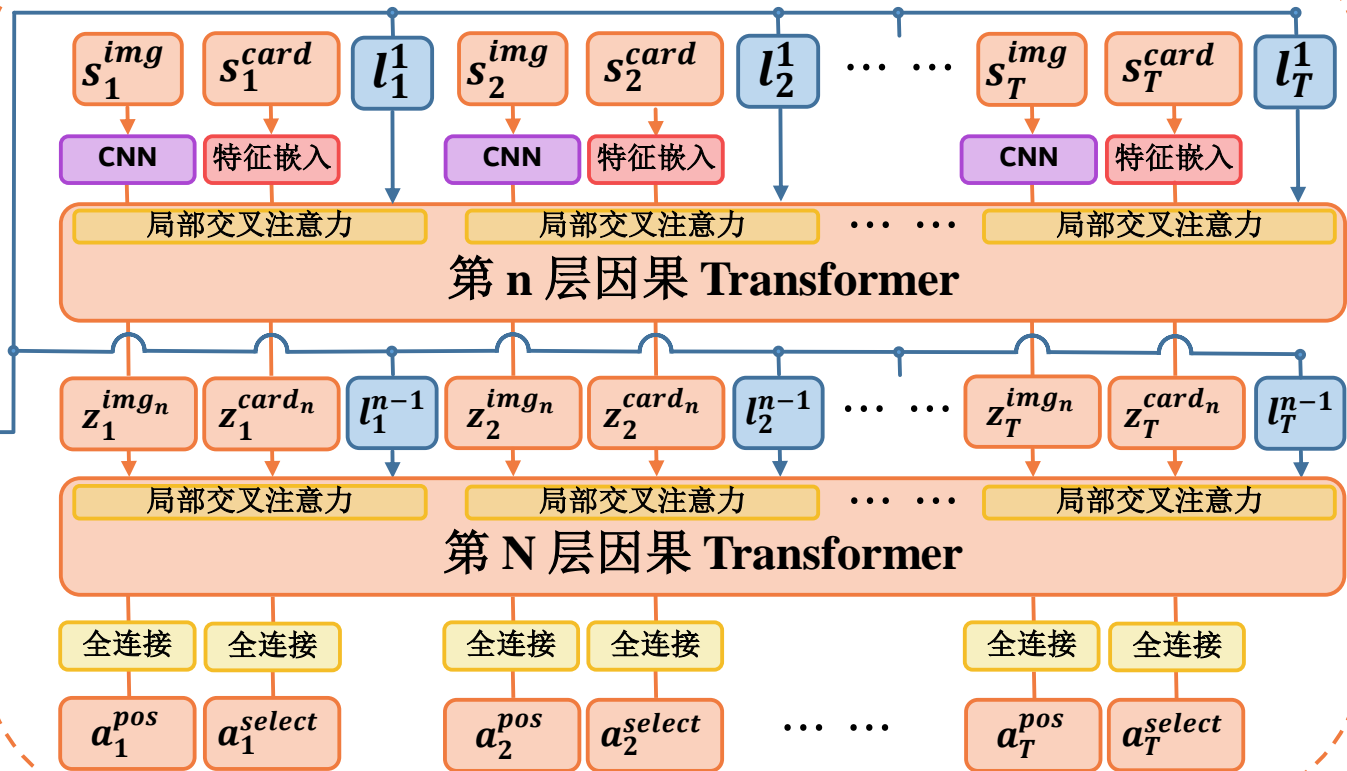 s_1^{img} s_1^{card} l_1^1 s_2^{img} s_2^{card} l_2^1 ... ... s_T^{img} s_T^{card} l_T^1
CNN 特征嵌入 CNN 特征嵌入 CNN 特征嵌入
局部交叉注意力 局部交叉注意力 ... ... 局部交叉注意力
第 n 层因果 Transformer
z_1^{img_n} z_1^{card_n} l_1^{n-1} z_2^{img_n} z_2^{card_n} l_2^{n-1} ... ... z_T^{img_n} z_T^{card_n} l_T^{n-1}
局部交叉注意力 局部交叉注意力 ... ... 局部交叉注意力
第 N 层因果 Transformer
全连接 全连接 全连接 全连接 全连接 全连接
a_1^{pos} a_1^{select} a_2^{pos} a_2^{select} ... ... a_T^{pos} a_T^{select}